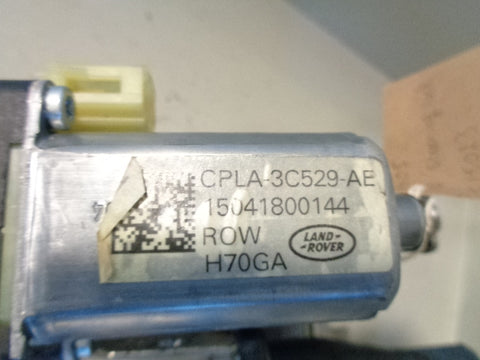 CPLA-3C529-AE
15041800144
ROW
LAND-
ROVER
H70GA